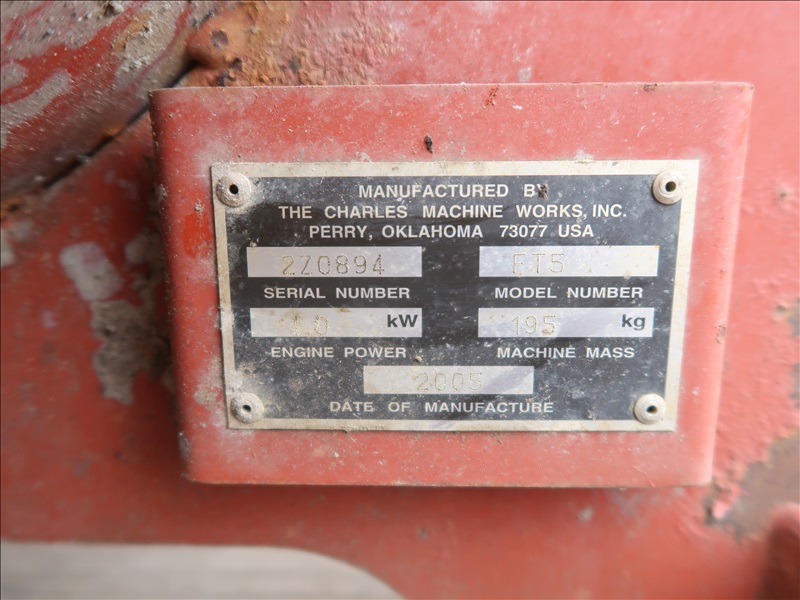 MANUFACTURED BY
THE CHARLES MACHINE WORKS, INC.
PERRY, OKLAHOMA 73077 USA
2Z0894
SERIAL NUMBER MODEL NUMBER
kW 195 kg
ENGINE POWER MACHINE MASS
2005
DATE OF MANUFACTURE